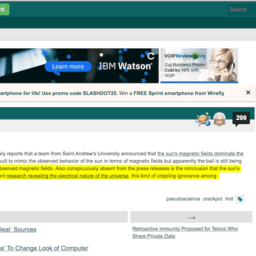 Search
Learn more
IBM Watson
VOIPReview.org
Cut Business Phone
Cost by 50% with
VOIP
martphone for life! Use promo code SLASHDOT25. Win a FREE Sprint smartphone from Wirefly
299
ily reports that a team from Saint Andrew's University announced that the sun's magnetic fields dominate the
ult to mimic the observed behavior of the sun in terms of magnetic fields but apparently the ball is still being
observed magnetic fields. Also conspicuously absent from the press releases is the conclusion that the sun's
nt research revealing the electrical nature of the universe, this kind of crippling ignorance among
pseudoscience crackpot troll
Deal: Sources
Retroactive Immunity Proposed for Telcos Who
Share Private Data
s' To Change Look of Computer